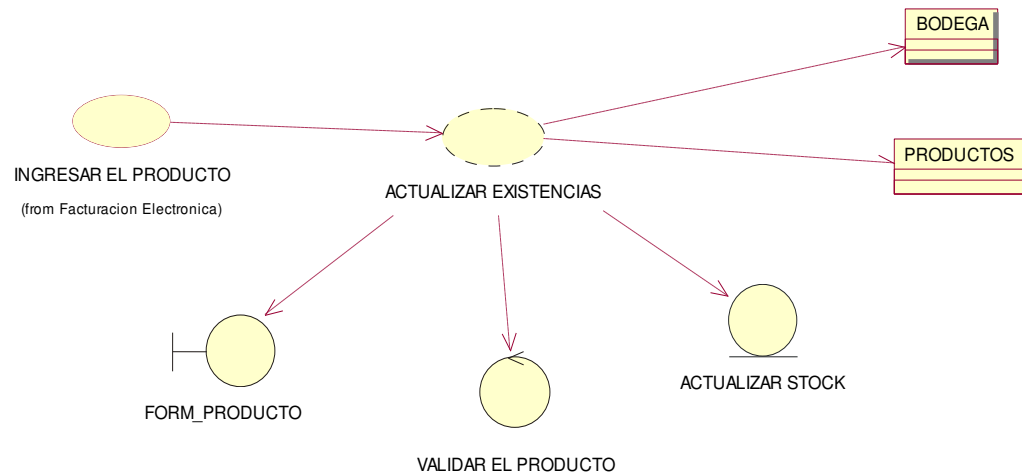 BODEGA
PRODUCTOS
INGRESAR EL PRODUCTO
(from Facturacion Electronica)
ACTUALIZAR EXISTENCIAS
FORM_PRODUCTO
VALIDAR EL PRODUCTO
ACTUALIZAR STOCK